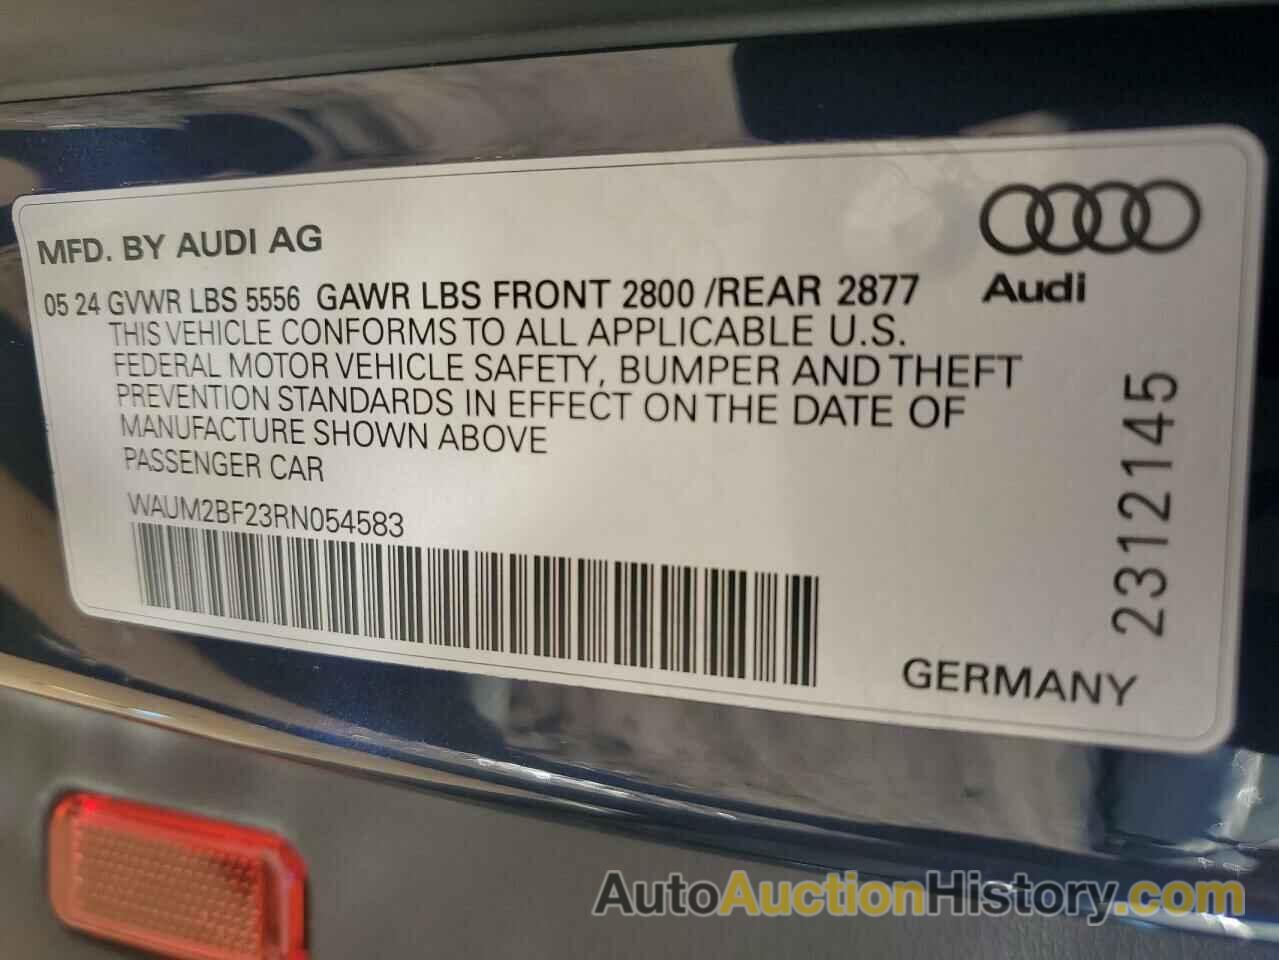 MFD. BY AUDI AG
Audi
05 24 GVWR LBS 5556 GAWR LBS FRONT 2800 /REAR 2877
THIS VEHICLE CONFORMS TO ALL APPLICABLE U.S.
FEDERAL MOTOR VEHICLE SAFETY, BUMPER AND THEFT
PREVENTION STANDARDS IN EFFECT ON THE DATE OF
MANUFACTURE SHOWN ABOVE
PASSENGER CAR
WAUM2BF23RN054583
2312145
GERMANY
AutoAuctionHistory.com